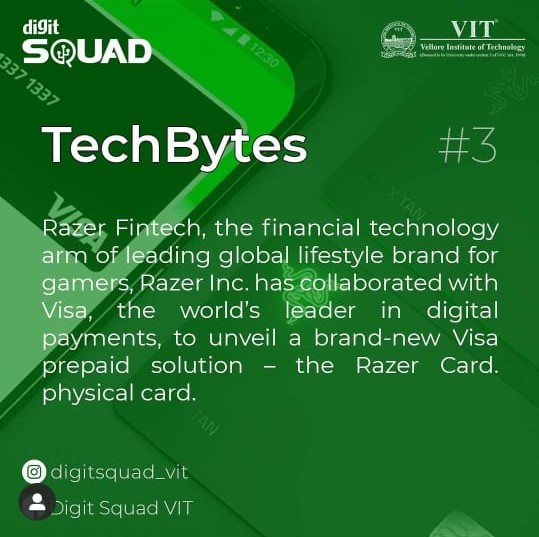 digit
SQUAD
VIT®
Vellore Institute of Technology
(Deemed to be University under section 3 of UGC Act, 1956)
12:30
1337 1337
TechBytes
#3
VISA
X TAN
Razer Fintech, the financial technology
arm of leading global lifestyle brand for
gamers, Razer Inc. has collaborated with
Visa, the world's leader in digital
payments, to unveil a brand-new Visa
prepaid solution – the Razer Card.
physical card.
TAN
digitsquad_vit
Digit Squad VIT